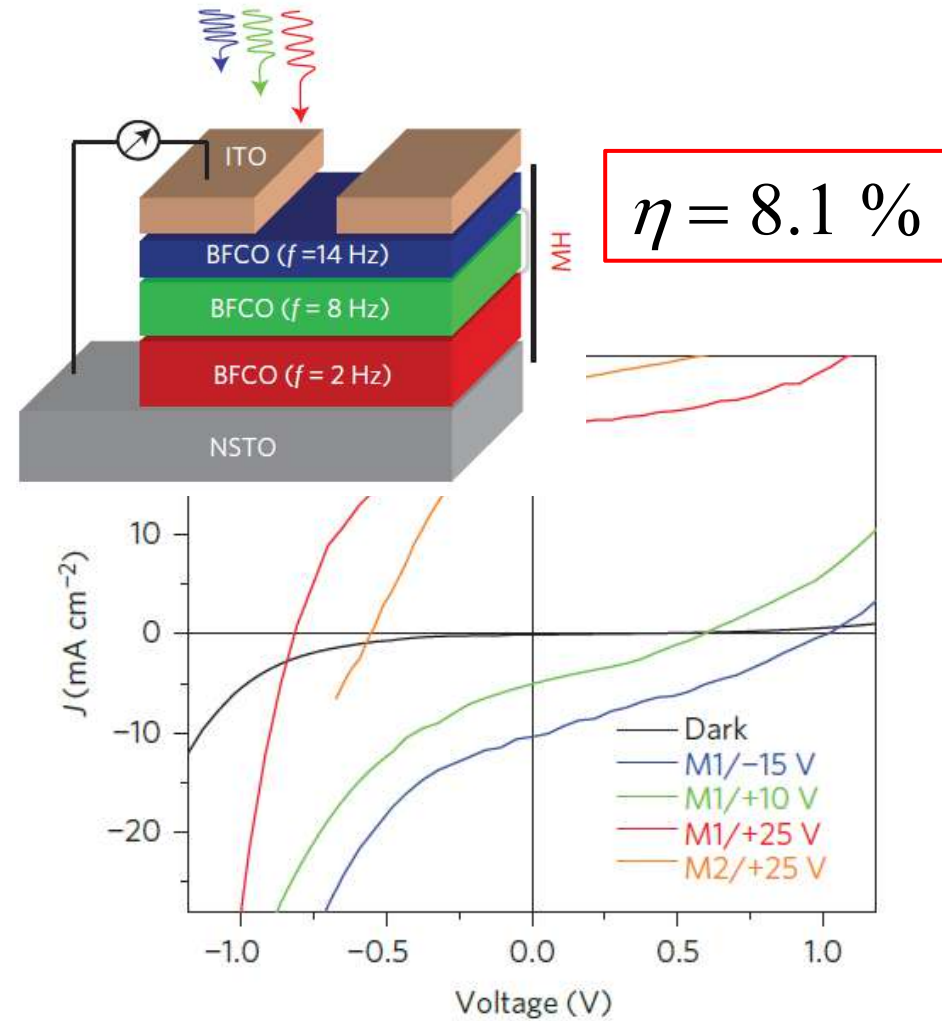 ITO
BFCO (f =14 Hz)
BFCO (f = 8 Hz)
BFCO (f = 2 Hz)
NSTO
MH
η = 8.1 %
10
0
−10
−20
J (mA cm⁻²)
Dark
M1/−15 V
M1/+10 V
M1/+25 V
M2/+25 V
−1.0 −0.5 0.0 0.5 1.0
Voltage (V)